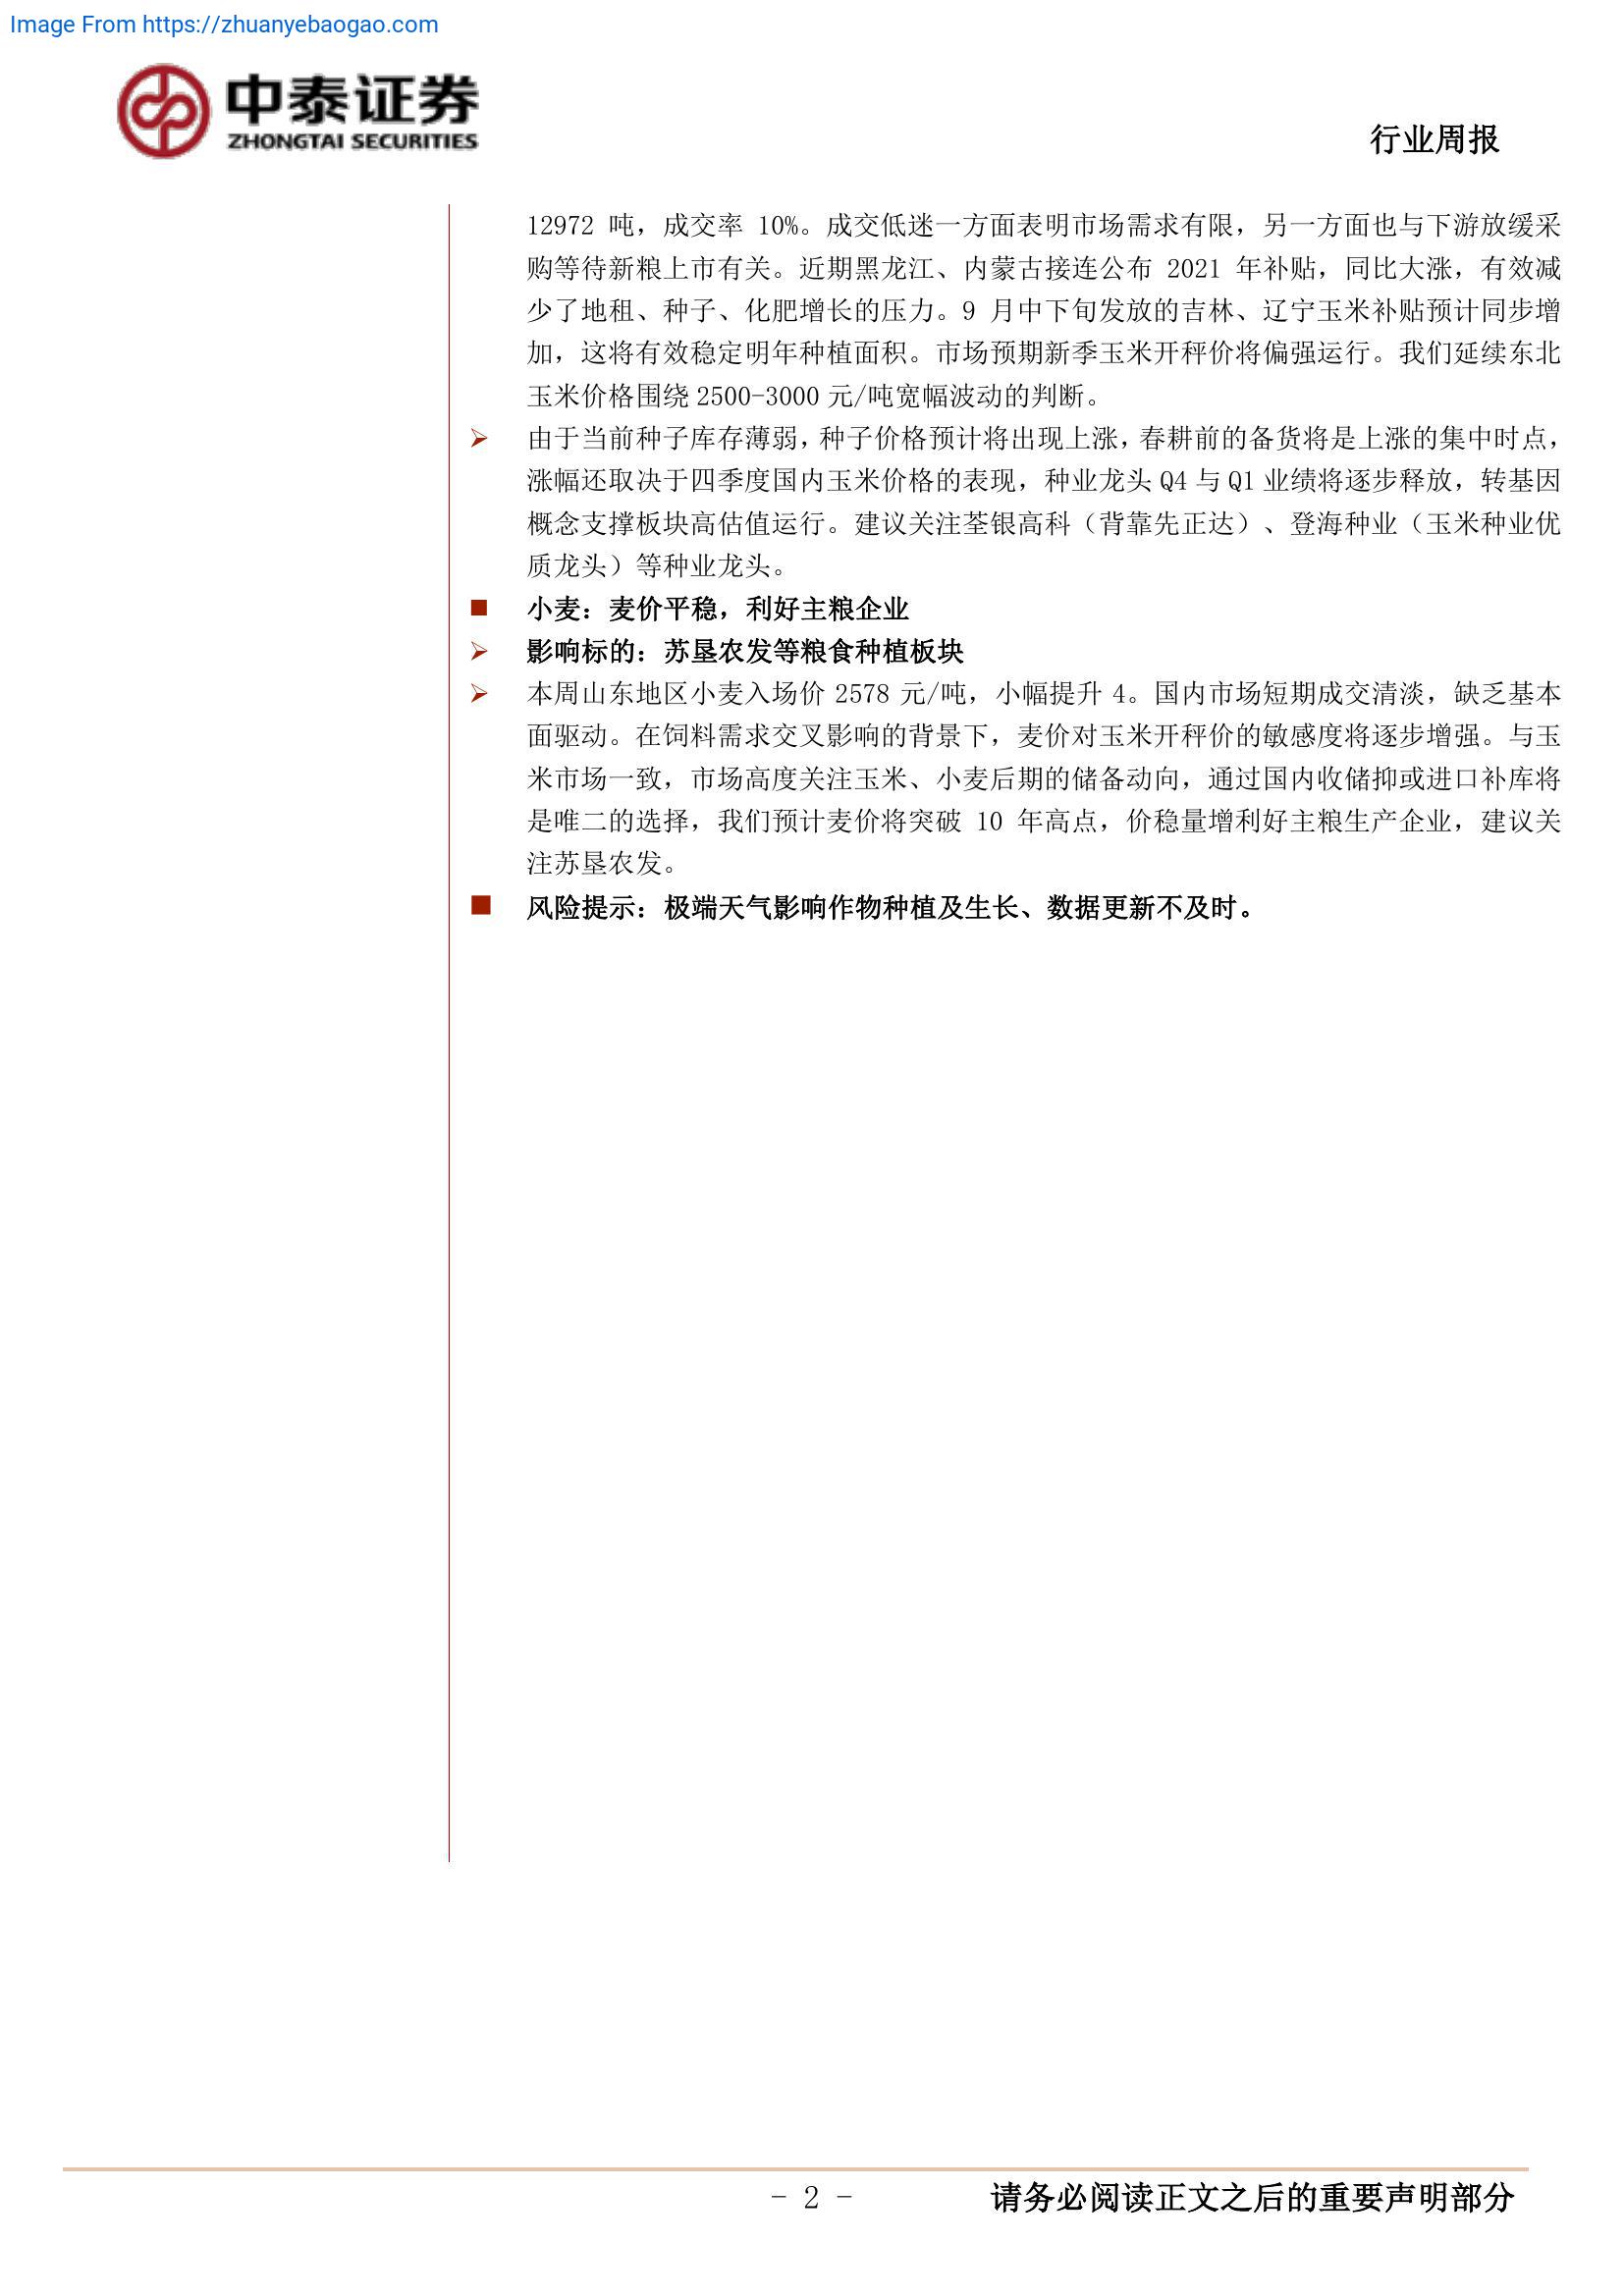 Image From https://zhuanyebaogao.com
中泰证券
ZHONGTAI SECURITIES
行业周报
12972 吨，成交率 10%。成交低迷一方面表明市场需求有限，另一方面也与下游放缓采
购等待新粮上市有关。近期黑龙江、内蒙古接连公布 2021 年补贴，同比大涨，有效减
少了地租、种子、化肥增长的压力。9 月中下旬发放的吉林、辽宁玉米补贴预计同步增
加，这将有效稳定明年种植面积。市场预期新季玉米开秤价将偏强运行。我们延续东北
玉米价格围绕 2500-3000 元/吨宽幅波动的判断。
➢ 由于当前种子库存薄弱，种子价格预计将出现上涨，春耕前的备货将是上涨的集中时点，
涨幅还取决于四季度国内玉米价格的表现，种业龙头 Q4 与 Q1 业绩将逐步释放，转基因
概念支撑板块高估值运行。建议关注荃银高科（背靠先正达）、登海种业（玉米种业优
质龙头）等种业龙头。
■ 小麦：麦价平稳，利好主粮企业
➢ 影响标的：苏垦农发等粮食种植板块
➢ 本周山东地区小麦入场价 2578 元/吨，小幅提升 4。国内市场短期成交清淡，缺乏基本
面驱动。在饲料需求交叉影响的背景下，麦价对玉米开秤价的敏感度将逐步增强。与玉
米市场一致，市场高度关注玉米、小麦后期的储备动向，通过国内收储抑或进口补库将
是唯二的选择，我们预计麦价将突破 10 年高点，价稳量增利好主粮生产企业，建议关
注苏垦农发。
■ 风险提示：极端天气影响作物种植及生长、数据更新不及时。
- 2 -
请务必阅读正文之后的重要声明部分